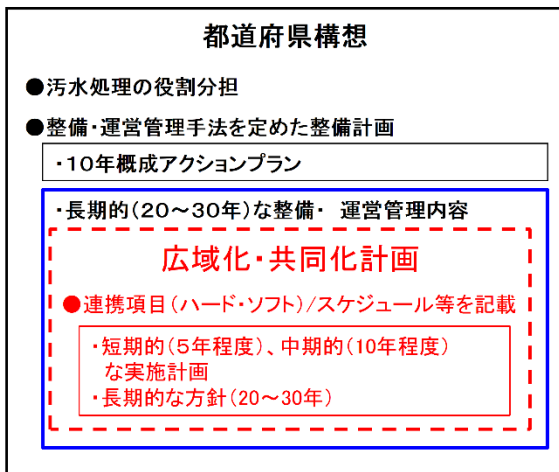 都道府県構想
●汚水処理の役割分担
●整備・運営管理手法を定めた整備計画
・10年概成アクションプラン
・長期的(20～30年)な整備・ 運営管理内容
広域化・共同化計画
●連携項目(ハード・ソフト)/スケジュール等を記載
・短期的(5年程度)、中期的(10年程度)
な実施計画
・長期的な方針(20～30年)